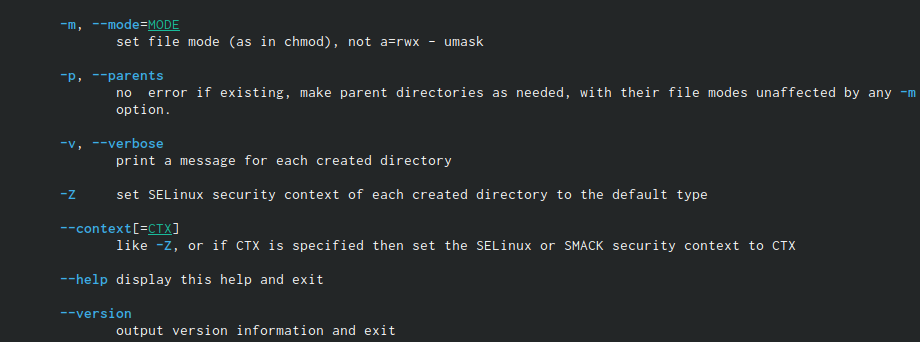 -m, --mode=MODE
set file mode (as in chmod), not a=rwx - umask
-p, --parents
no  error if existing, make parent directories as needed, with their file modes unaffected by any -m
option.
-v, --verbose
print a message for each created directory
-Z     set SELinux security context of each created directory to the default type
--context[=CTX]
like -Z, or if CTX is specified then set the SELinux or SMACK security context to CTX
--help display this help and exit
--version
output version information and exit